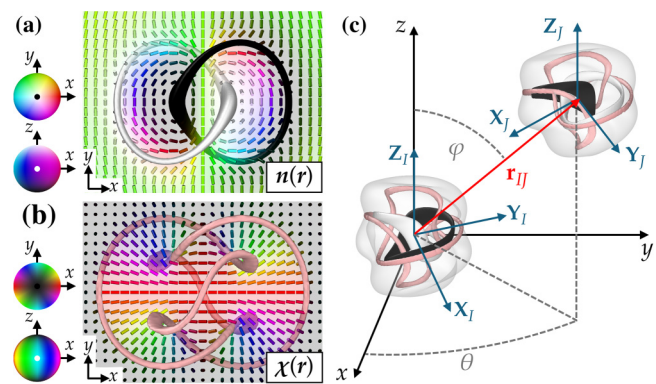 (a)
y
x
z
x
y
x
n(r)
(b)
y
x
z
x
y
x
χ(r)
(c)
z
Z_J
X_J
Y_J
φ
r_IJ
Z_I
Y_I
X_I
y
θ
x